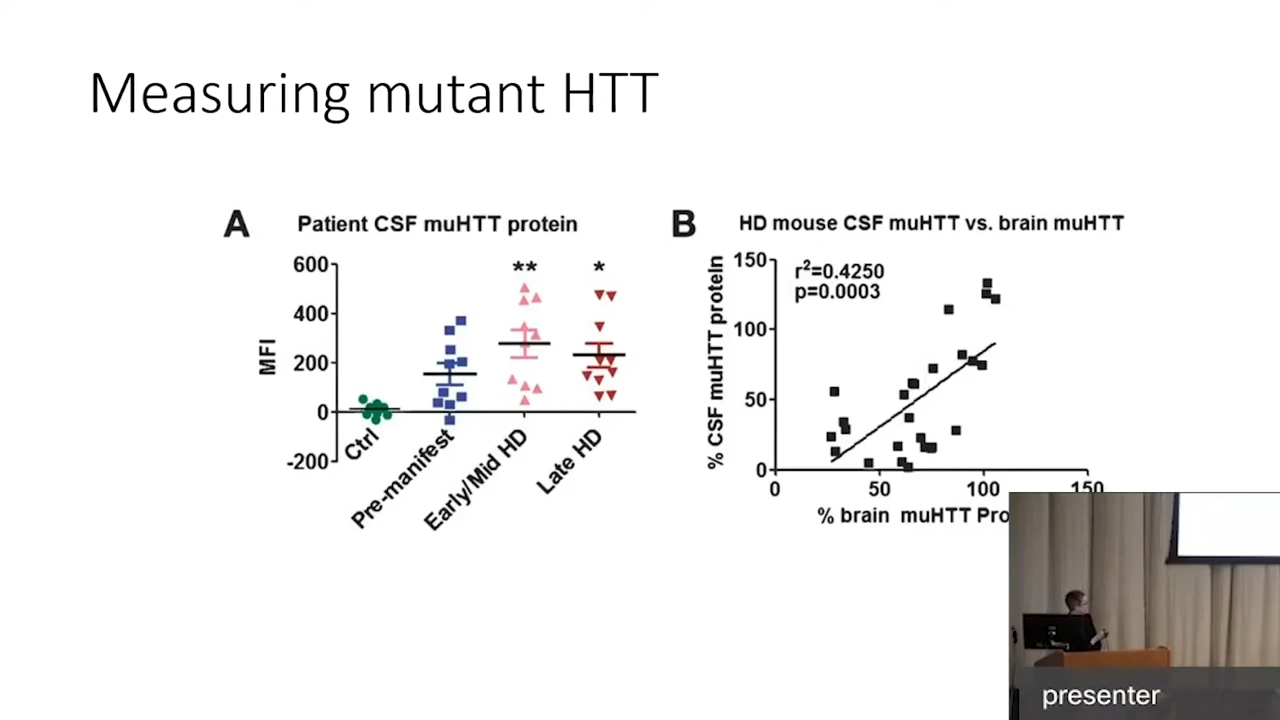 Measuring mutant HTT
A
Patient CSF muHTT protein
600
400
200
0
-200
MFI
**
*
Ctrl
Pre-manifest
Early/Mid HD
Late HD
B
HD mouse CSF muHTT vs. brain muHTT
% CSF muHTT protein
150
100
50
0
r²=0.4250
p=0.0003
0
50
100
150
% brain muHTT Pro
presenter